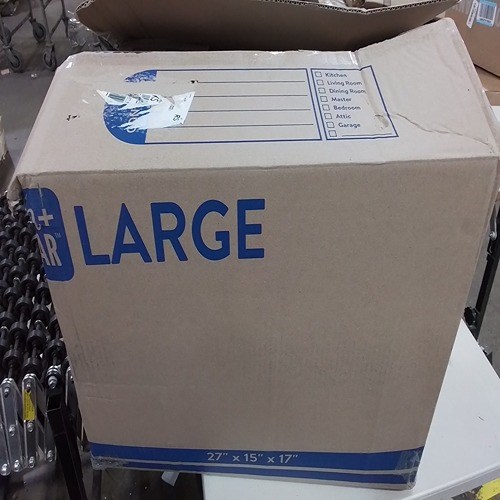 Kitchen
Living Room
Dining Room
Master
Bedroom
Attic
Garage
LARGE
27" x 15" x 17"